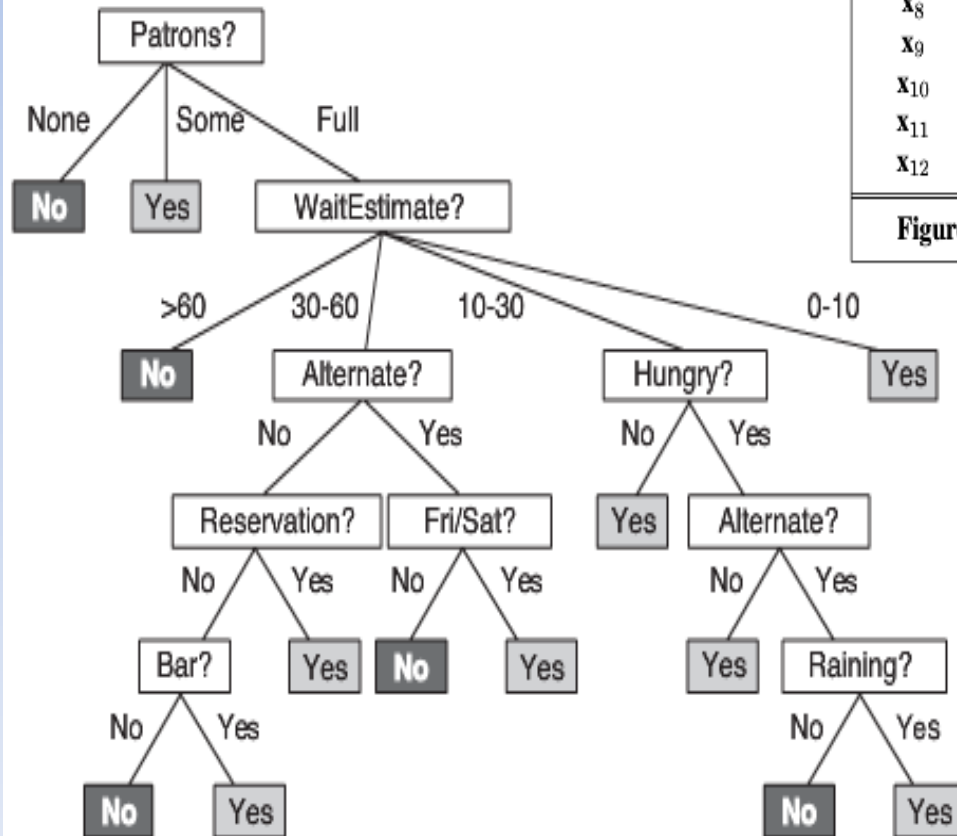 Patrons?
x8
x9
x10
x11
x12
None Some Full
No Yes WaitEstimate?
Figure
>60 30-60 10-30 0-10
No Alternate? Hungry? Yes
No Yes No Yes
Reservation? Fri/Sat? Yes Alternate?
No Yes No Yes No Yes
Bar? Yes No Yes Yes Raining?
No Yes No Yes
No Yes No Yes